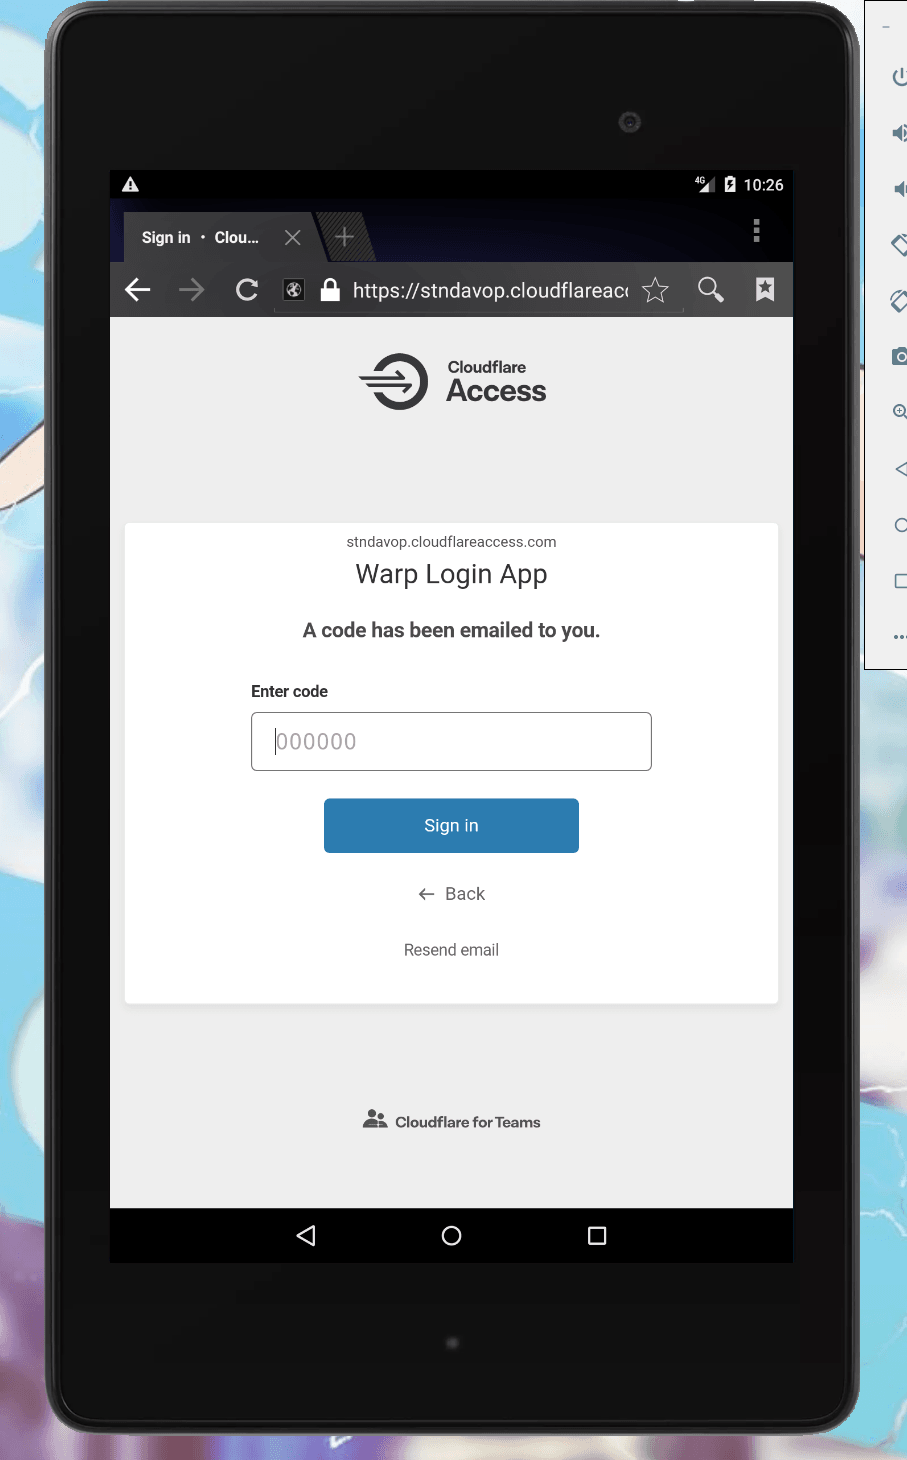 4G 10:26
Sign in • Clou...
https://stndavop.cloudflareac
Cloudflare
Access
stndavop.cloudflareaccess.com
Warp Login App
A code has been emailed to you.
Enter code
000000
Sign in
← Back
Resend email
Cloudflare for Teams